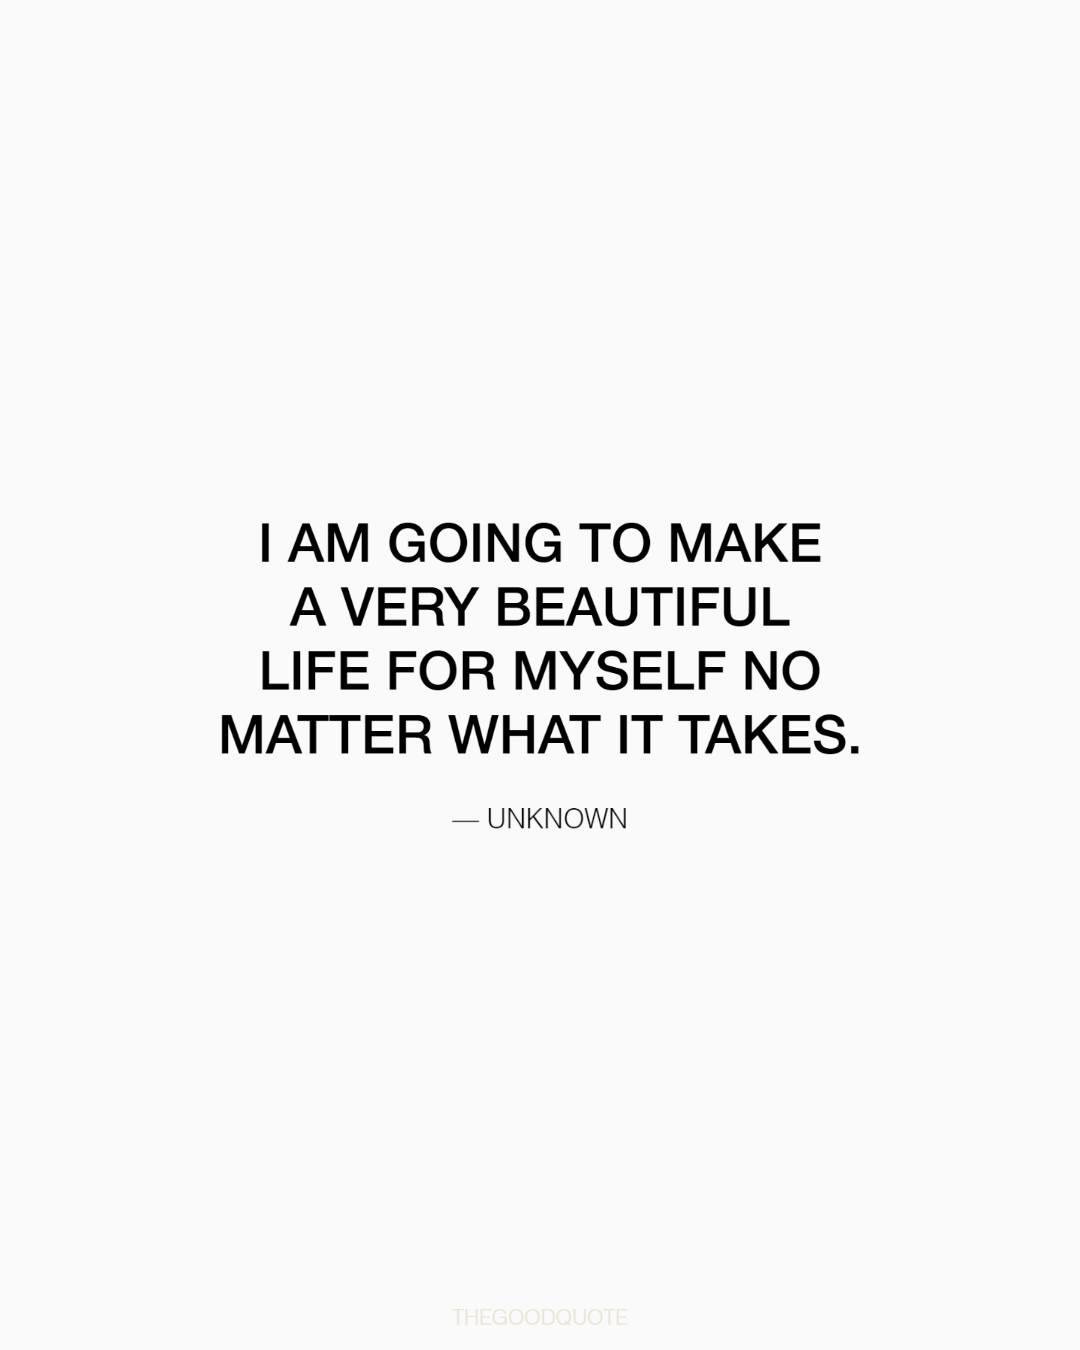 I AM GOING TO MAKE
A VERY BEAUTIFUL
LIFE FOR MYSELF NO
MATTER WHAT IT TAKES.
— UNKNOWN
THEGOODQUOTE